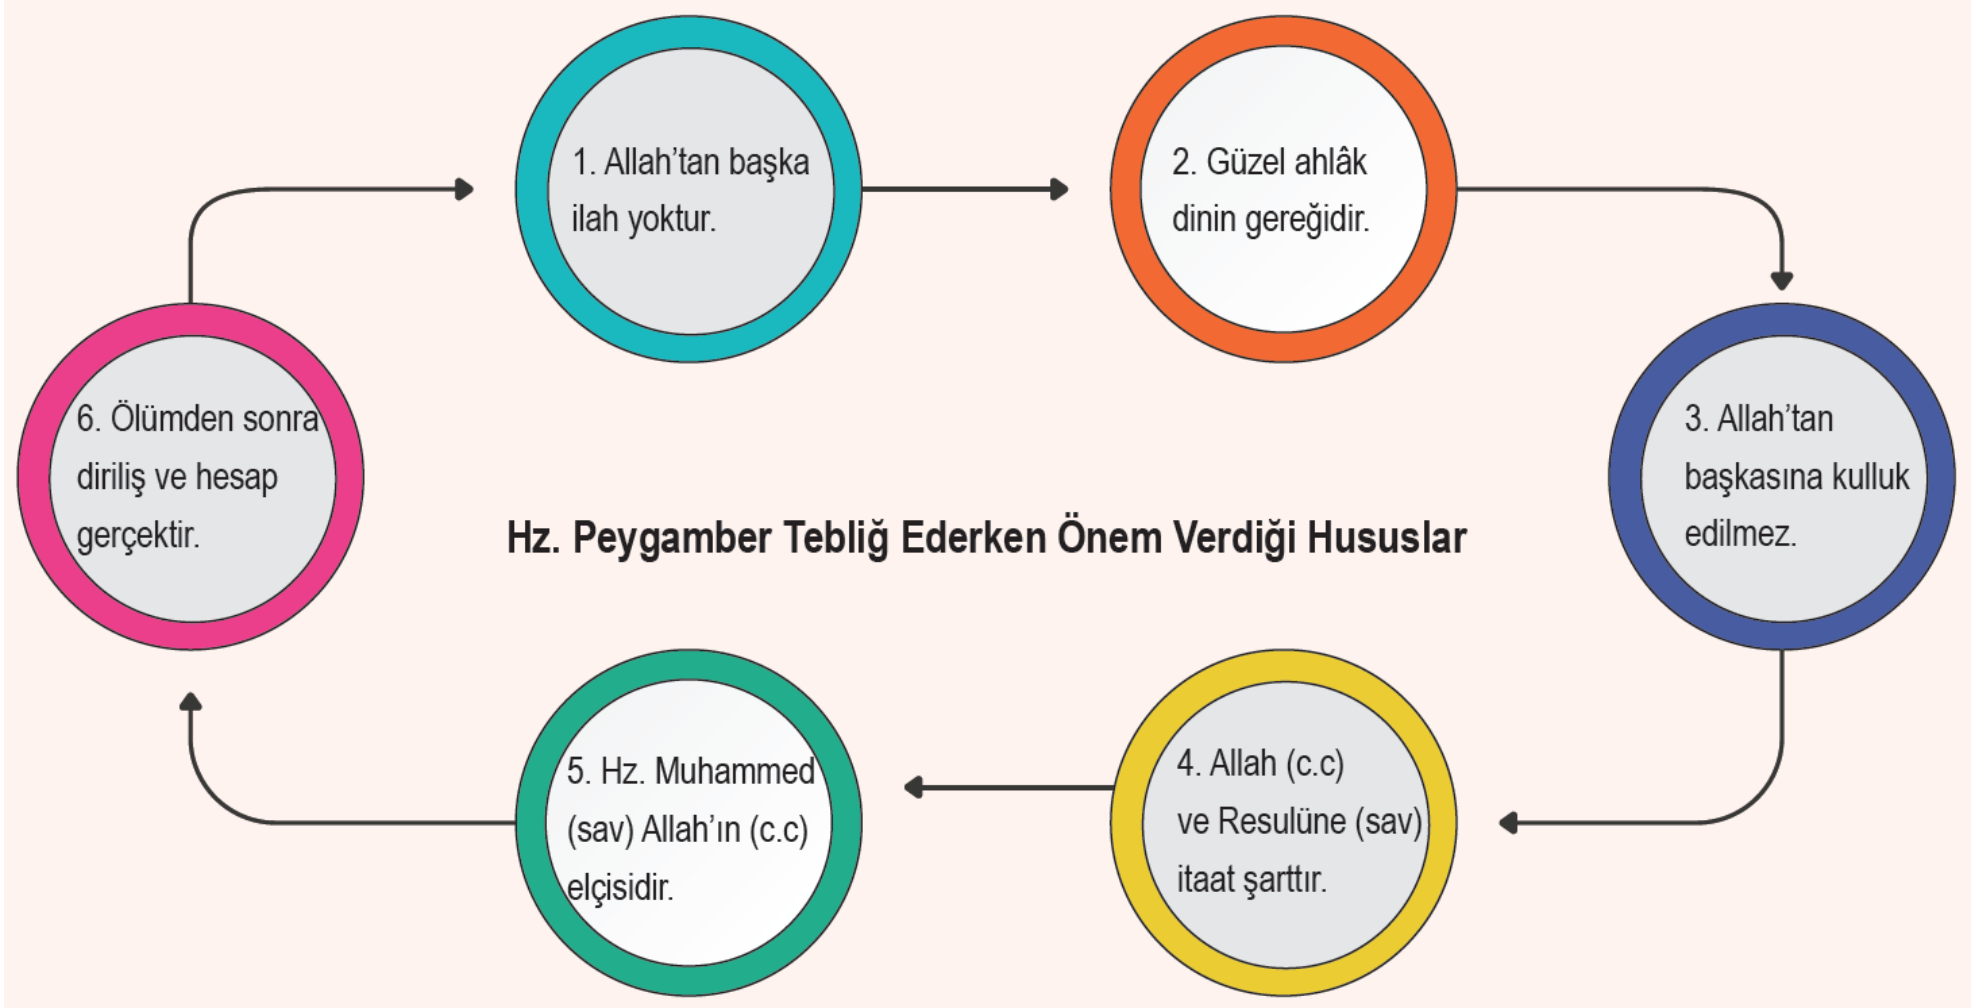 1. Allah’tan başka
ilah yoktur.
2. Güzel ahlâk
dinin gereğidir.
3. Allah’tan
başkasına kulluk
edilmez.
4. Allah (c.c)
ve Resulüne (sav)
itaat şarttır.
5. Hz. Muhammed
(sav) Allah’ın (c.c)
elçisidir.
6. Ölümden sonra
diriliş ve hesap
gerçektir.
Hz. Peygamber Tebliğ Ederken Önem Verdiği Hususlar